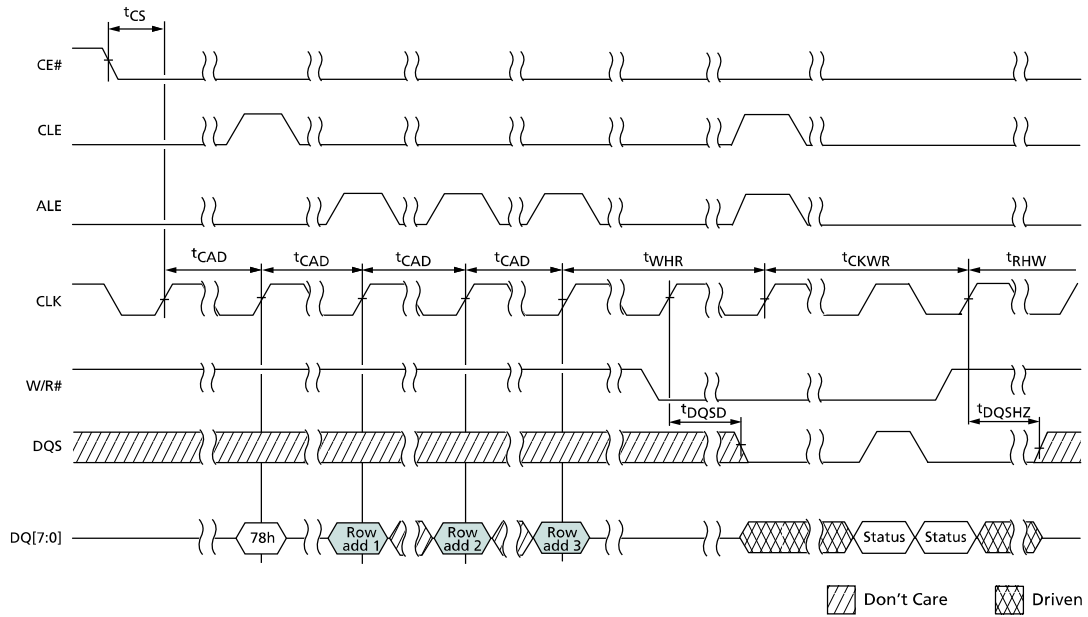 tCS
CE#
CLE
ALE
tCAD
tCAD
tCAD
tCAD
tWHR
tCKWR
tRHW
CLK
W/R#
tDQSD
tDQSHZ
DQS
DQ[7:0]
78h
Row
add 1
Row
add 2
Row
add 3
Status
Status
Don't Care
Driven